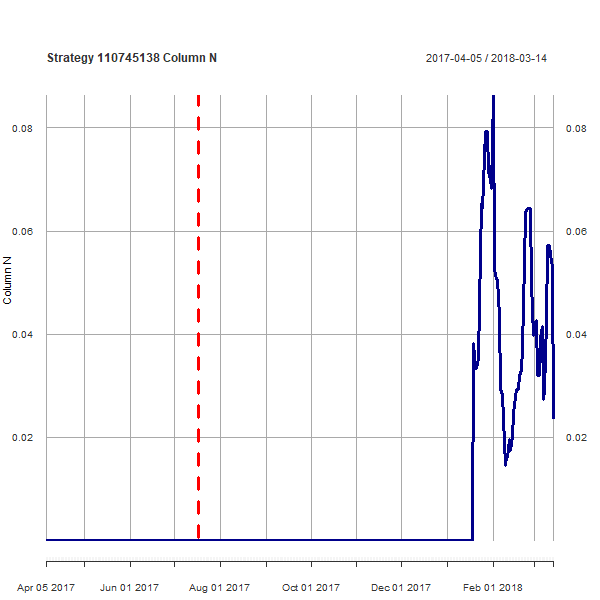 Strategy 110745138 Column N
2017-04-05 / 2018-03-14
0.08
0.08
0.06
0.06
Column N
0.04
0.04
0.02
0.02
Apr 05 2017
Jun 01 2017
Aug 01 2017
Oct 01 2017
Dec 01 2017
Feb 01 2018